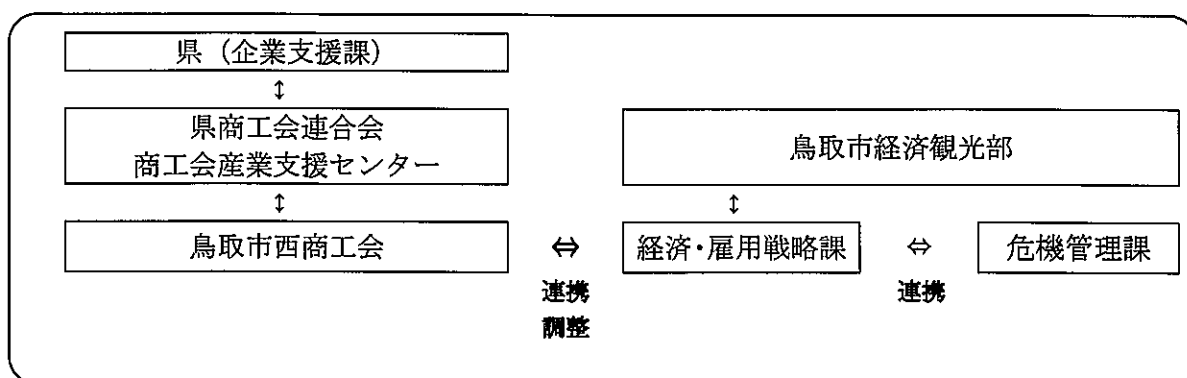 県（企業支援課）
↕
県商工会連合会
商工会産業支援センター
鳥取市経済観光部
↕
↕
鳥取市西商工会
⇔
経済・雇用戦略課
⇔
危機管理課
連携
調整
連携